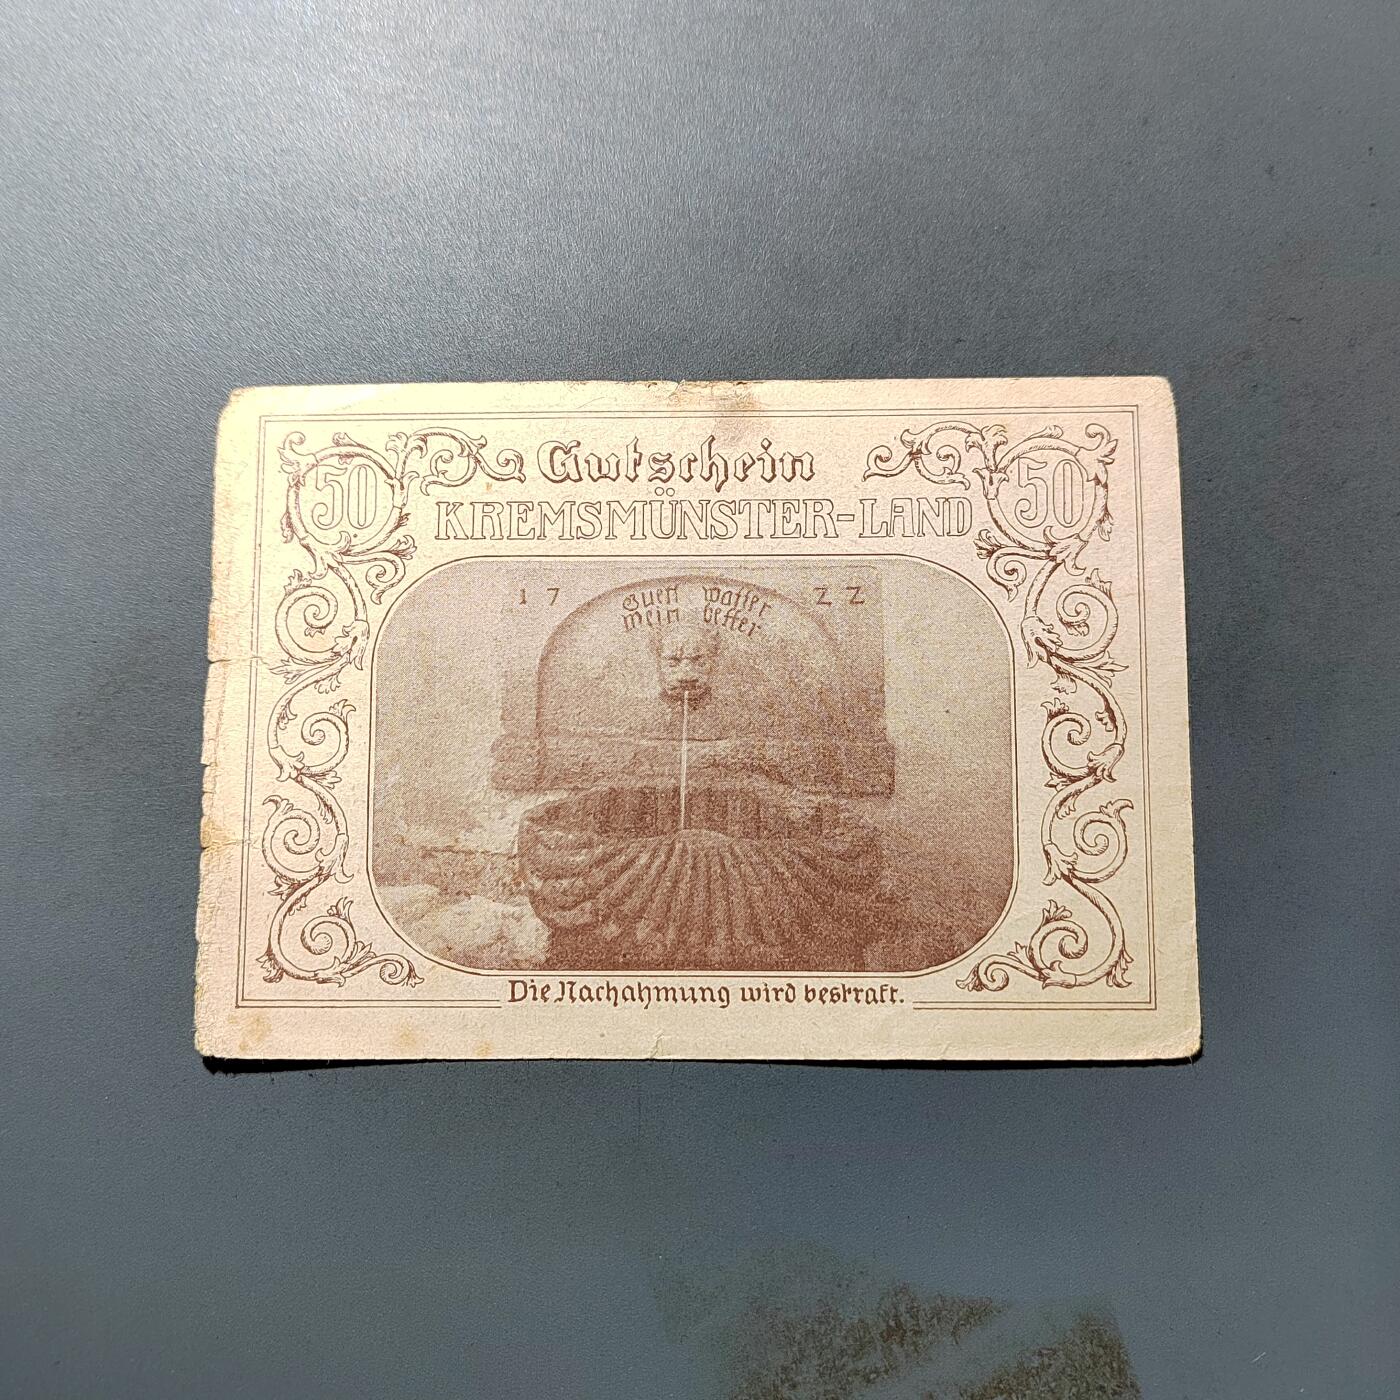 50 Gutschein 50
KREMSMÜNSTER-LAND
17 22
Guet Waſſer
Mein beſſer
Die Nachahmung wird bestraft.